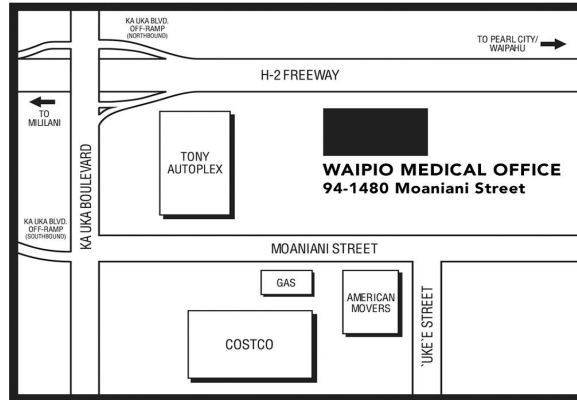 KA UKA BLVD.
OFF-RAMP
(NORTHBOUND)
TO PEARL CITY/
WAIPAHU
H-2 FREEWAY
TO
MILILANI
TONY
AUTOPLEX
WAIPIO MEDICAL OFFICE
94-1480 Moaniani Street
KA UKA BOULEVARD
KA UKA BLVD.
OFF-RAMP
(SOUTHBOUND)
MOANIANI STREET
GAS
AMERICAN
MOVERS
COSTCO
'UKE'E STREET